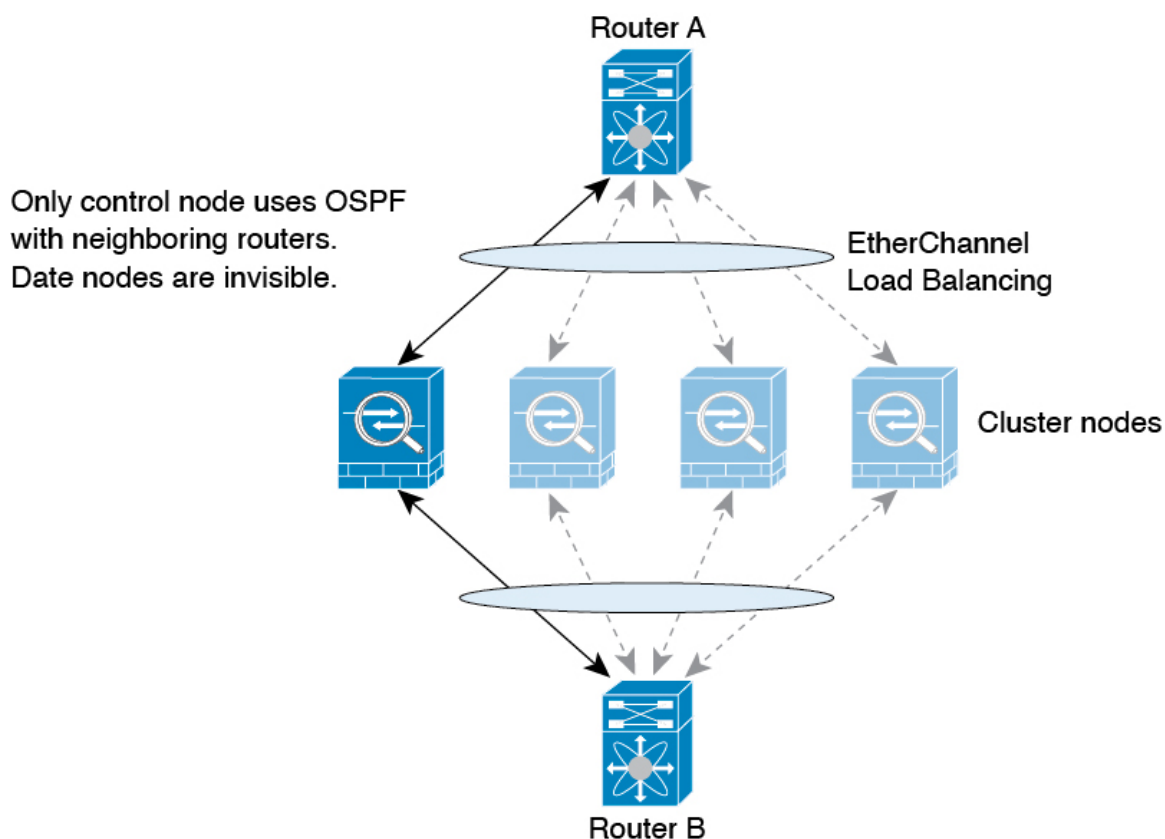 Router A
Only control node uses OSPF
with neighboring routers.
Date nodes are invisible.
EtherChannel
Load Balancing
Cluster nodes
Router B